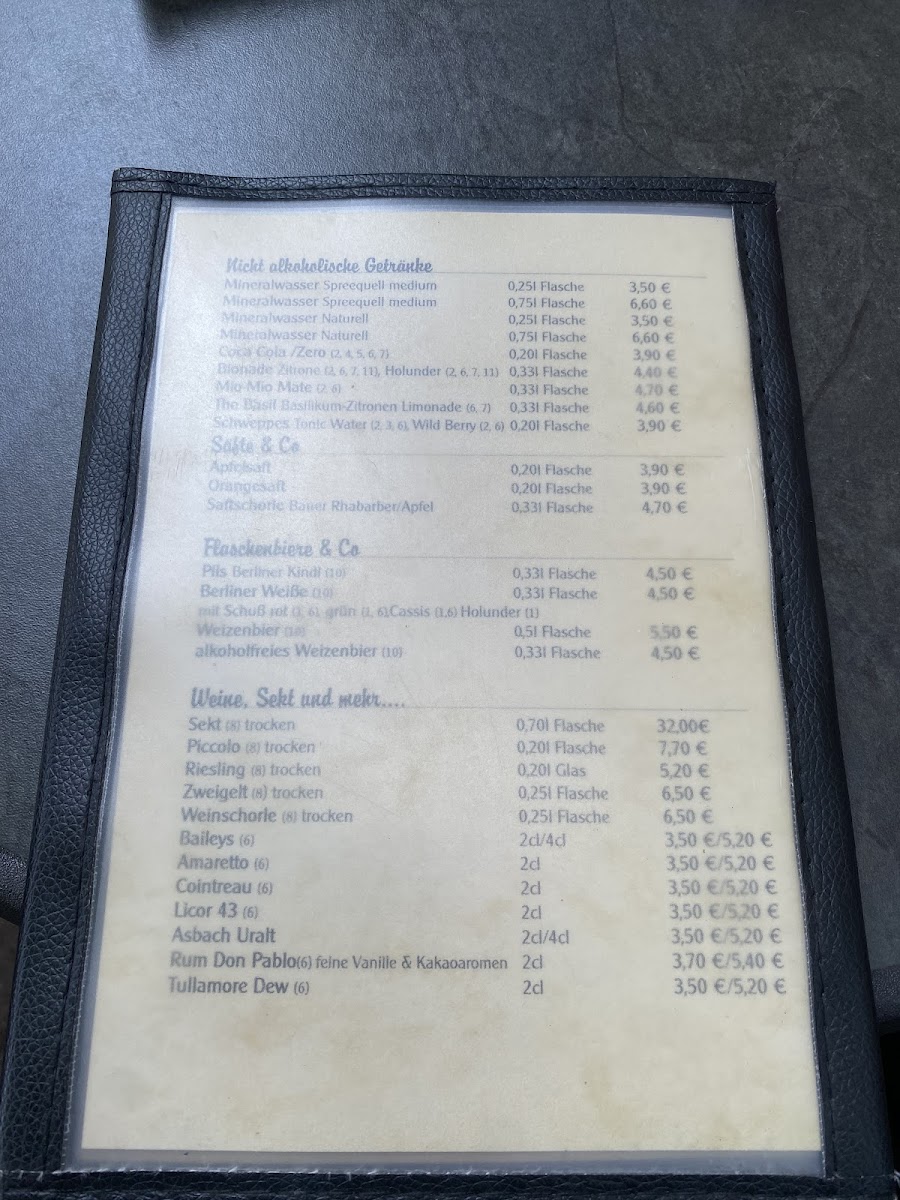 Nicht alkoholische Getränke
Mineralwasser Spreequell medium 0,25l Flasche 3,50 €
Mineralwasser Spreequell medium 0,75l Flasche 6,60 €
Mineralwasser Naturell 0,25l Flasche 3,50 €
Mineralwasser Naturell 0,75l Flasche 6,60 €
Coca Cola /Zero (2, 4, 5, 6, 7) 0,20l Flasche 3,90 €
Bionade Zitrone (2, 6, 7, 11), Holunder (2, 6, 7, 11) 0,33l Flasche 4,40 €
Mio Mio Mate (2, 6) 0,33l Flasche 4,70 €
The Basil Basilikum-Zitronen Limonade (6, 7) 0,33l Flasche 4,60 €
Schweppes Tonic Water (2, 3, 6), Wild Berry (2, 6) 0,20l Flasche 3,90 €
Säfte & Co
Apfelsaft 0,20l Flasche 3,90 €
Orangesaft 0,20l Flasche 3,90 €
Saftschorle Bauer Rhabarber/Apfel 0,33l Flasche 4,70 €
Flaschenbiere & Co
Pils Berliner Kindl (10) 0,33l Flasche 4,50 €
Berliner Weiße (10) 0,33l Flasche 4,50 €
mit Schuß rot (1, 6), grün (1, 6),Cassis (1,6) Holunder (1)
Weizenbier (10) 0,5l Flasche 5,50 €
alkoholfreies Weizenbier (10) 0,33l Flasche 4,50 €
Weine, Sekt und mehr....
Sekt (8) trocken 0,70l Flasche 32,00€
Piccolo (8) trocken 0,20l Flasche 7,70 €
Riesling (8) trocken 0,20l Glas 5,20 €
Zweigelt (8) trocken 0,25l Flasche 6,50 €
Weinschorle (8) trocken 0,25l Flasche 6,50 €
Baileys (6) 2cl/4cl 3,50 €/5,20 €
Amaretto (6) 2cl 3,50 €/5,20 €
Cointreau (6) 2cl 3,50 €/5,20 €
Licor 43 (6) 2cl 3,50 €/5,20 €
Asbach Uralt 2cl/4cl 3,50 €/5,20 €
Rum Don Pablo(6) feine Vanille & Kakaoaromen 2cl 3,70 €/5,40 €
Tullamore Dew (6) 2cl 3,50 €/5,20 €